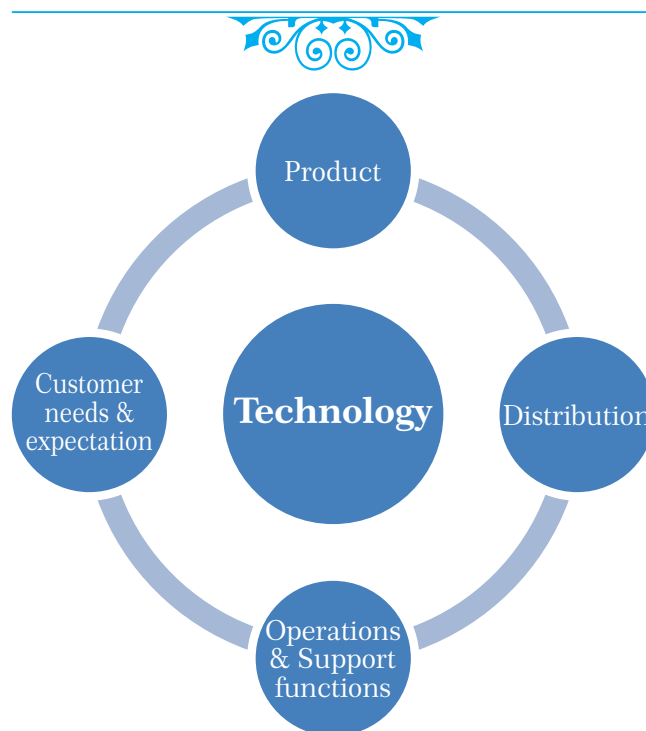 Product
Customer
needs &
expectation
Technology
Distribution
Operations
& Support
functions